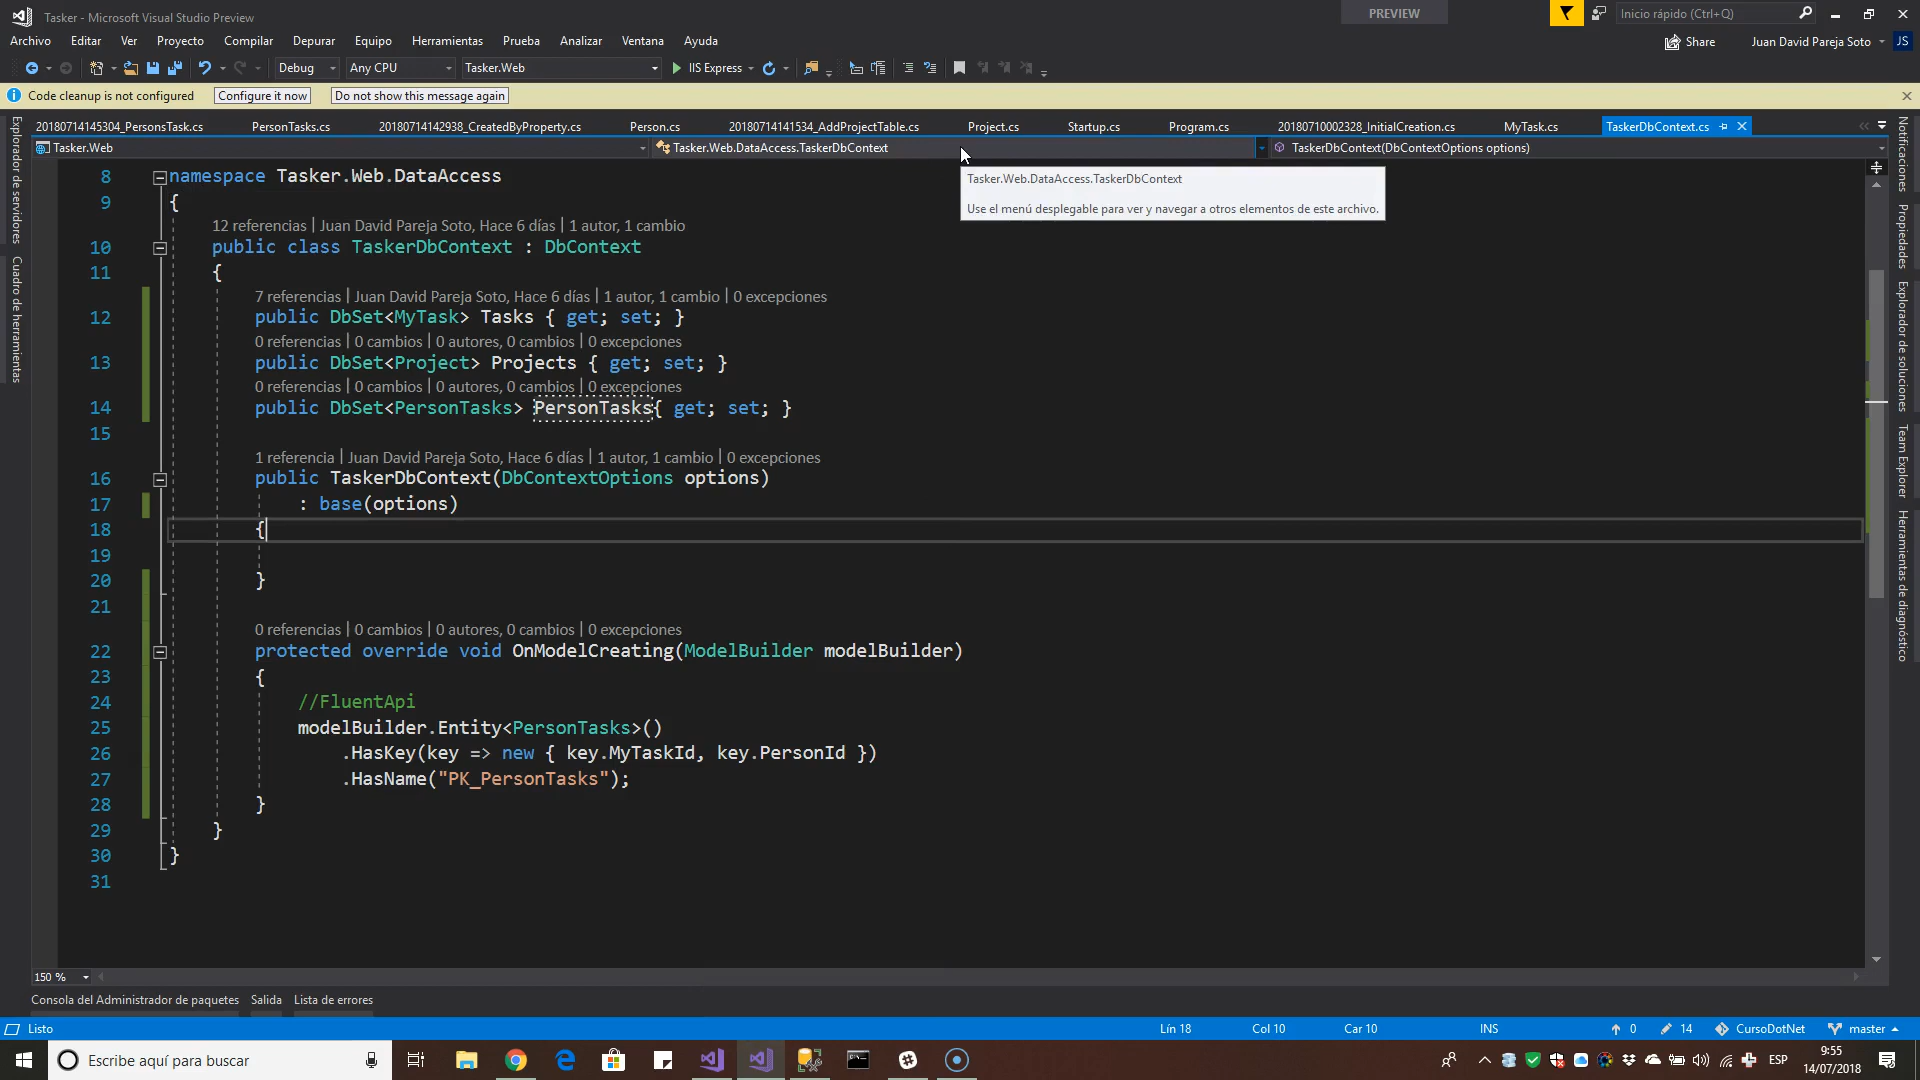 Tasker - Microsoft Visual Studio Preview
PREVIEW
Inicio rápido (Ctrl+Q)
Archivo Editar Ver Proyecto Compilar Depurar Equipo Herramientas Prueba Analizar Ventana Ayuda
Share Juan David Pareja Soto JS
Debug Any CPU Tasker.Web IIS Express
Code cleanup is not configured Configure it now Do not show this message again
20180714145304_PersonsTask.cs PersonTasks.cs 20180714142938_CreatedByProperty.cs Person.cs 20180714141534_AddProjectTable.cs Project.cs Startup.cs Program.cs 20180710002328_InitialCreation.cs MyTask.cs TaskerDbContext.cs
Tasker.Web Tasker.Web.DataAccess.TaskerDbContext TaskerDbContext(DbContextOptions options)
Tasker.Web.DataAccess.TaskerDbContext
Use el menú desplegable para ver y navegar a otros elementos de este archivo.
Explorador de servidores
Cuadro de herramientas
8 namespace Tasker.Web.DataAccess
9 {
12 referencias | Juan David Pareja Soto, Hace 6 días | 1 autor, 1 cambio
10 public class TaskerDbContext : DbContext
11 {
7 referencias | Juan David Pareja Soto, Hace 6 días | 1 autor, 1 cambio | 0 excepciones
12 public DbSet<MyTask> Tasks { get; set; }
0 referencias | 0 cambios | 0 autores, 0 cambios | 0 excepciones
13 public DbSet<Project> Projects { get; set; }
0 referencias | 0 cambios | 0 autores, 0 cambios | 0 excepciones
14 public DbSet<PersonTasks> PersonTasks{ get; set; }
15
1 referencia | Juan David Pareja Soto, Hace 6 días | 1 autor, 1 cambio | 0 excepciones
16 public TaskerDbContext(DbContextOptions options)
17 : base(options)
18 {
19
20 }
21
0 referencias | 0 cambios | 0 autores, 0 cambios | 0 excepciones
22 protected override void OnModelCreating(ModelBuilder modelBuilder)
23 {
24 //FluentApi
25 modelBuilder.Entity<PersonTasks>()
26 .HasKey(key => new { key.MyTaskId, key.PersonId })
27 .HasName("PK_PersonTasks");
28 }
29 }
30 }
31
Notificaciones
Propiedades
Explorador de soluciones
Team Explorer
Herramientas de diagnóstico
150 %
Consola del Administrador de paquetes Salida Lista de errores
Listo Lín 18 Col 10 Car 10 INS 0 14 CursoDotNet master
Escribe aquí para buscar
ESP
9:55
14/07/2018